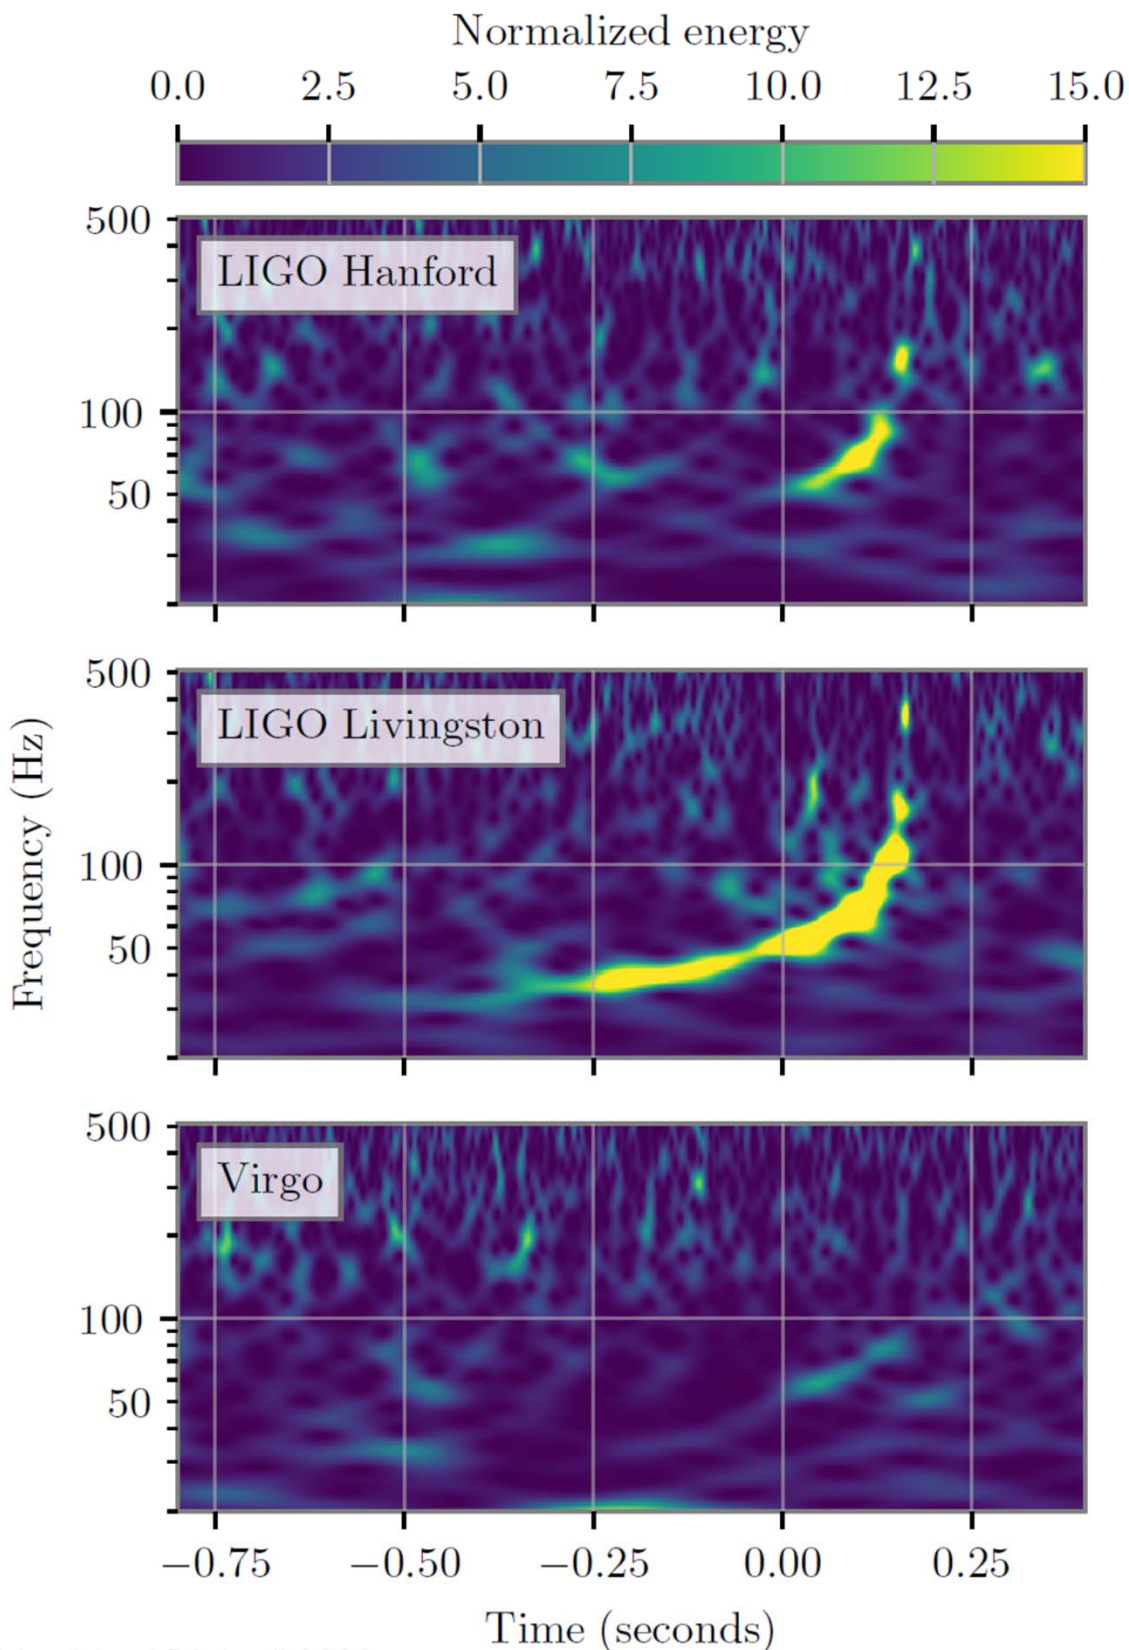 Normalized energy
0.0 2.5 5.0 7.5 10.0 12.5 15.0
500
LIGO Hanford
100
50
500
LIGO Livingston
100
50
Frequency (Hz)
500
Virgo
100
50
−0.75 −0.50 −0.25 0.00 0.25
Time (seconds)